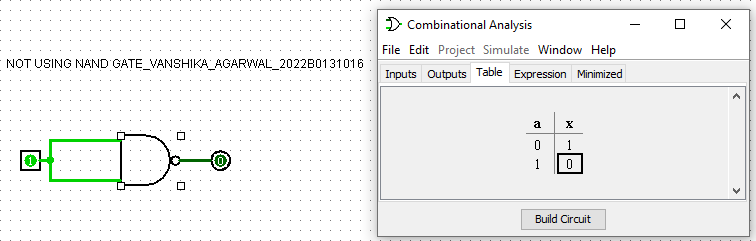 NOT USING NAND GATE_VANSHIKA_AGARWAL_2022B0131016
1
0
Combinational Analysis
File Edit Project Simulate Window Help
Inputs Outputs Table Expression Minimized
a x
0 1
1 0
Build Circuit